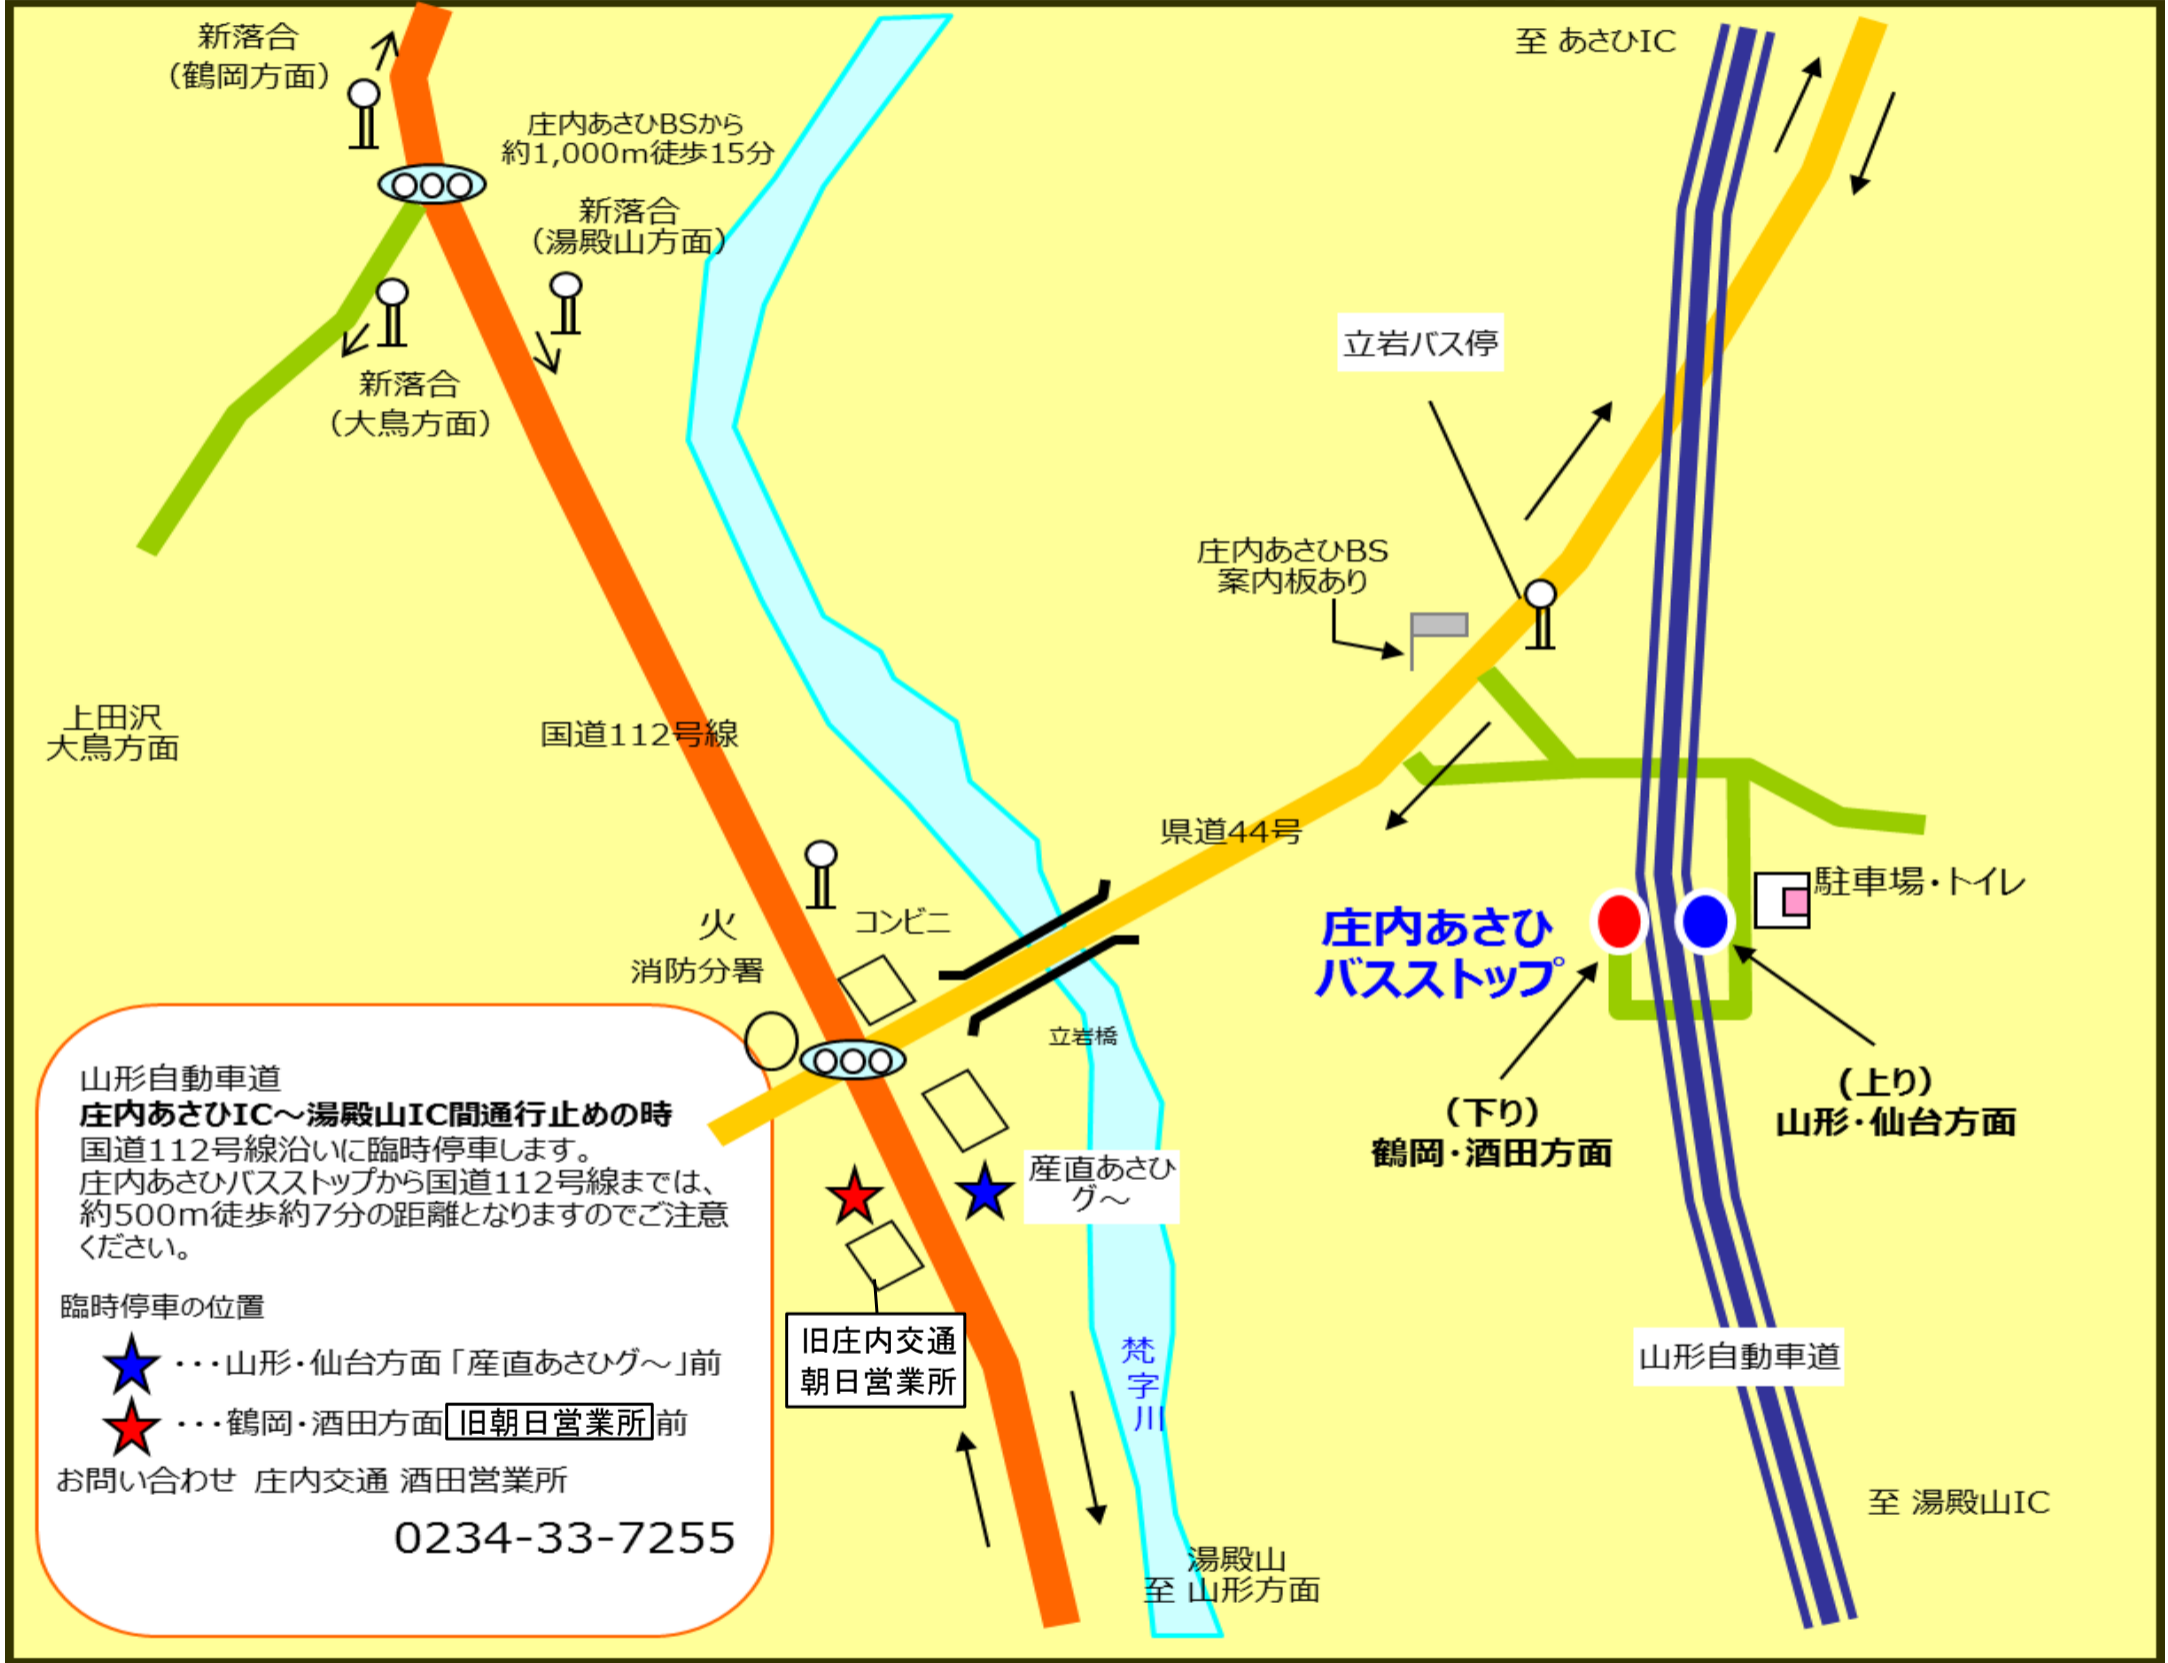 新落合
（鶴岡方面）
庄内あさひBSから
約1,000m徒歩15分
新落合
（湯殿山方面）
新落合
（大鳥方面）
至 あさひIC
立岩バス停
庄内あさひBS
案内板あり
上田沢
大鳥方面
国道112号線
県道44号
駐車場・トイレ
火
消防分署
コンビニ
庄内あさひ
バスストップ
立岩橋
（上り）
山形・仙台方面
（下り）
鶴岡・酒田方面
産直あさひ
グ～
旧庄内交通
朝日営業所
梵
字
川
山形自動車道
至 湯殿山IC
湯殿山
至 山形方面
山形自動車道
庄内あさひIC～湯殿山IC間通行止めの時
国道112号線沿いに臨時停車します。
庄内あさひバスストップから国道112号線までは、
約500m徒歩約7分の距離となりますのでご注意
ください。
臨時停車の位置
・・・山形・仙台方面「産直あさひグ～」前
・・・鶴岡・酒田方面 旧朝日営業所 前
お問い合わせ 庄内交通 酒田営業所
0234-33-7255